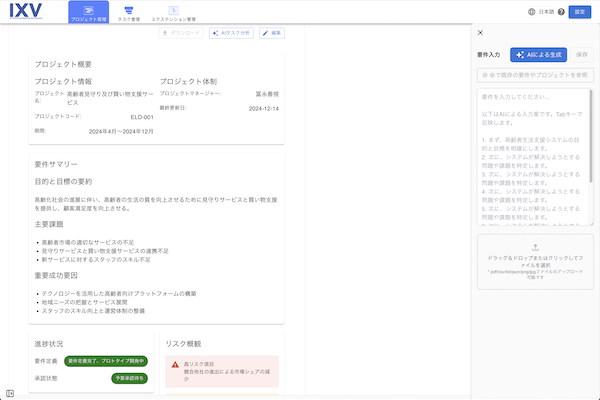 IXV
プロジェクト管理
タスク管理
エクステンション管理
日本語
設定
ダウンロード
AIタスク分析
編集
プロジェクト概要
プロジェクト情報
プロジェクト名:
高齢者見守り及び買い物支援サービス
プロジェクトコード:
ELD-001
期間:
2024年4月〜2024年12月
プロジェクト体制
プロジェクトマネージャー:
冨永善視
最終更新日:
2024-12-14
要件サマリー
目的と目標の要約
高齢化社会の進展に伴い、高齢者の生活の質を向上させるために見守りサービスと買い物支援
を提供し、顧客満足度を向上させる。
主要課題
• 高齢者市場の適切なサービスの不足
• 見守りサービスと買い物支援サービスの連携不足
• 新サービスに対するスタッフのスキル不足
重要成功要因
• テクノロジーを活用した高齢者向けプラットフォームの構築
• 地域ニーズの把握とサービス展開
• スタッフのスキル向上と運営体制の整備
進捗状況
要件定義
要件定義完了、プロトタイプ開発中
承認状態
予算承認待ち
リスク概観
高リスク項目
競合他社の進出による市場シェアの減
少
要件入力
AIによる生成
保存
@ @で既存の要件やプロジェクトを参照
要件を入力してください...
以下はAIによる入力案です。Tabキーで
反映します。
1. まず、高齢者生活支援システムの目
的と目標を明確にします。
2. 次に、システムが解決しようとする
問題や課題を特定します。
3. 次に、システムが解決しようとする
問題や課題を特定します。
4. 次に、システムが解決しようとする
問題や課題を特定します。
5. 次に、システムが解決しようとする
問題や課題を特定します。
ドラッグ＆ドロップまたはクリックしてフ
ァイルを選択